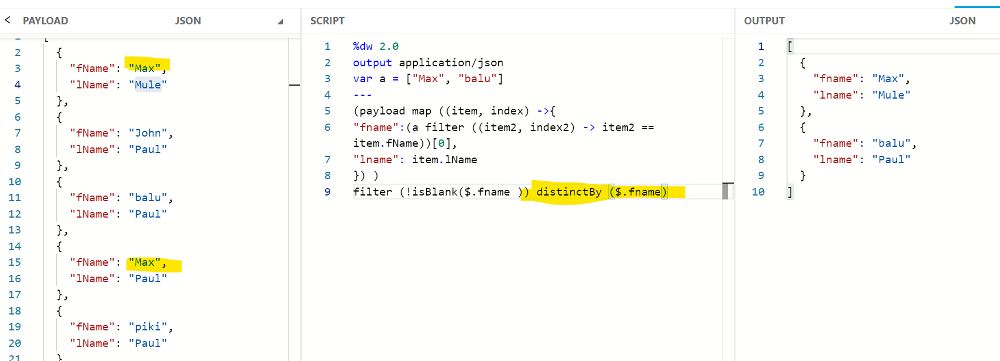 < PAYLOAD JSON
1 [
2 {
3 "fName": "Max",
4 "lName": "Mule"
5 },
6 {
7 "fName": "John",
8 "lName": "Paul"
9 },
10 {
11 "fName": "balu",
12 "lName": "Paul"
13 },
14 {
15 "fName": "Max",
16 "lName": "Paul"
17 },
18 {
19 "fName": "piki",
20 "lName": "Paul"
21 }
SCRIPT
1 %dw 2.0
2 output application/json
3 var a = ["Max", "balu"]
4 ---
5 (payload map ((item, index) ->{
6 "fname":(a filter ((item2, index2) -> item2 ==
item.fName))[0],
7 "lname": item.lName
8 }) )
9 filter (!isBlank($.fname )) distinctBy ($.fname)
OUTPUT JSON
1 [
2 {
3 "fname": "Max",
4 "lname": "Mule"
5 },
6 {
7 "fname": "balu",
8 "lname": "Paul"
9 }
10 ]